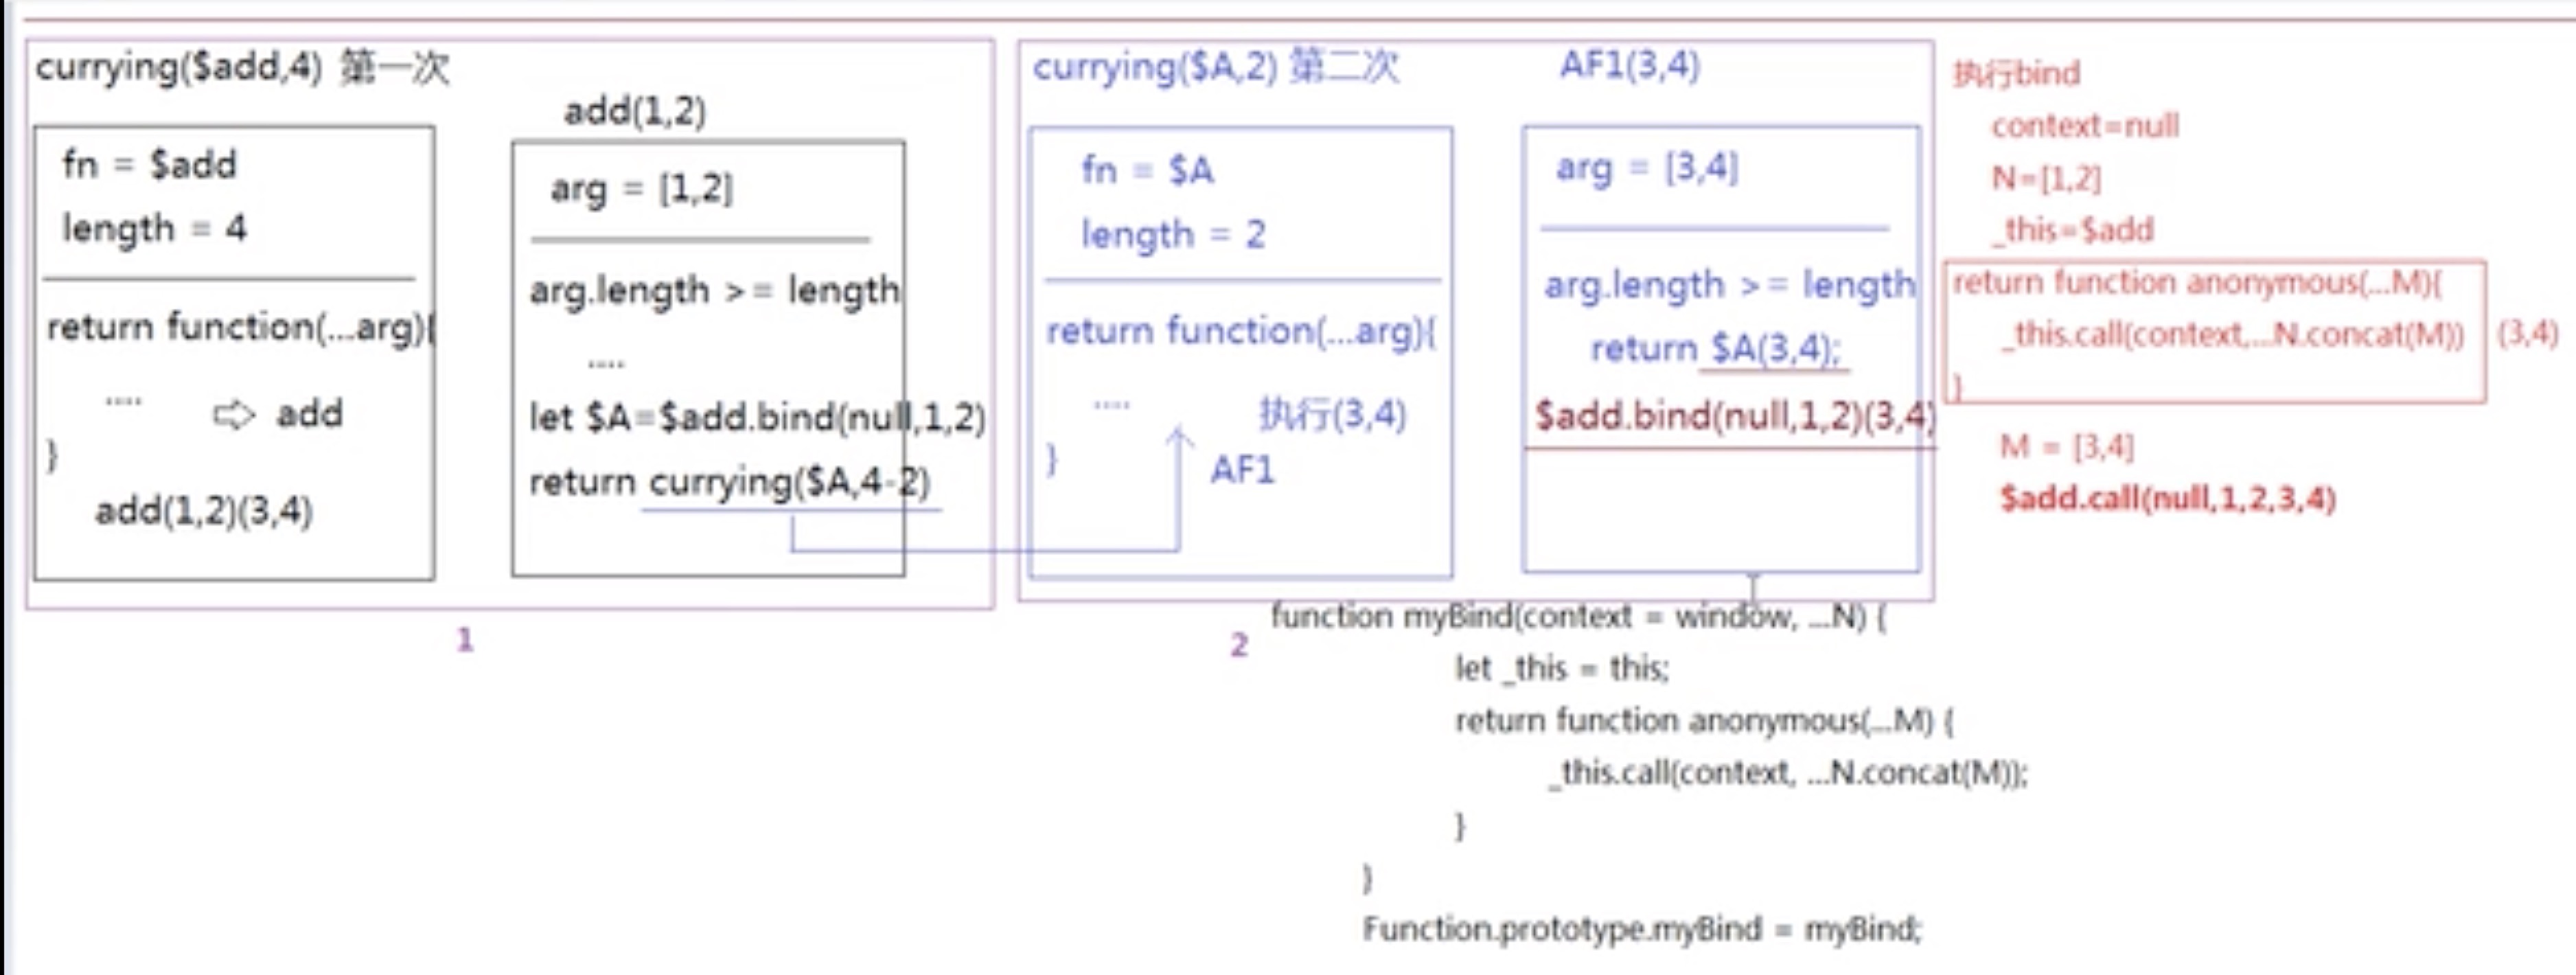 currying($add,4) 第一次
fn = $add
length = 4
return function(...arg){
....
⇨ add
}
add(1,2)(3,4)
add(1,2)
arg = [1,2]
arg.length >= length
....
let $A=$add.bind(null,1,2)
return currying($A,4-2)
1
currying($A,2) 第二次
fn = $A
length = 2
return function(...arg){
....
执行(3,4)
}
AF1
AF1(3,4)
arg = [3,4]
arg.length >= length
return $A(3,4);
$add.bind(null,1,2)(3,4)
2
执行bind
context=null
N=[1,2]
_this=$add
return function anonymous(...M){
_this.call(context,...N.concat(M))
}
(3,4)
M = [3,4]
$add.call(null,1,2,3,4)
function myBind(context = window, ...N) {
let _this = this;
return function anonymous(...M) {
_this.call(context, ...N.concat(M));
}
}
Function.prototype.myBind = myBind;